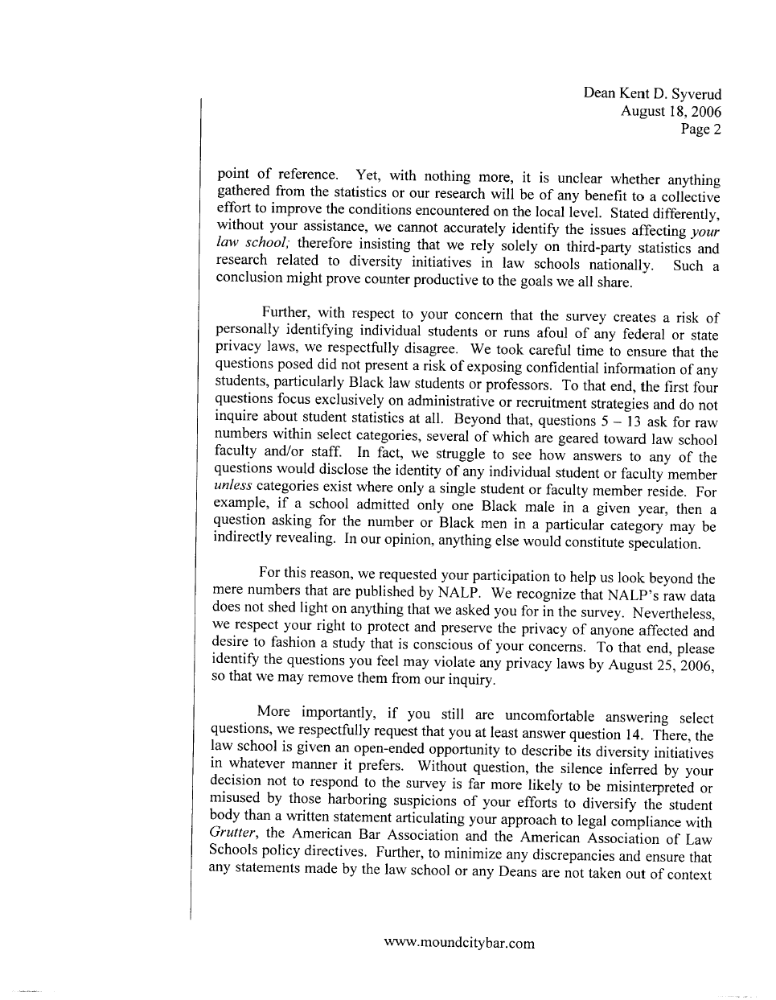 Dean Kent D. Syverud
August 18, 2006
Page 2
point of reference. Yet, with nothing more, it is unclear whether anything
gathered from the statistics or our research will be of any benefit to a collective
effort to improve the conditions encountered on the local level. Stated differently,
without your assistance, we cannot accurately identify the issues affecting your
law school; therefore insisting that we rely solely on third-party statistics and
research related to diversity initiatives in law schools nationally. Such a
conclusion might prove counter productive to the goals we all share.
Further, with respect to your concern that the survey creates a risk of
personally identifying individual students or runs afoul of any federal or state
privacy laws, we respectfully disagree. We took careful time to ensure that the
questions posed did not present a risk of exposing confidential information of any
students, particularly Black law students or professors. To that end, the first four
questions focus exclusively on administrative or recruitment strategies and do not
inquire about student statistics at all. Beyond that, questions 5 – 13 ask for raw
numbers within select categories, several of which are geared toward law school
faculty and/or staff. In fact, we struggle to see how answers to any of the
questions would disclose the identity of any individual student or faculty member
unless categories exist where only a single student or faculty member reside. For
example, if a school admitted only one Black male in a given year, then a
question asking for the number or Black men in a particular category may be
indirectly revealing. In our opinion, anything else would constitute speculation.
For this reason, we requested your participation to help us look beyond the
mere numbers that are published by NALP. We recognize that NALP's raw data
does not shed light on anything that we asked you for in the survey. Nevertheless,
we respect your right to protect and preserve the privacy of anyone affected and
desire to fashion a study that is conscious of your concerns. To that end, please
identify the questions you feel may violate any privacy laws by August 25, 2006,
so that we may remove them from our inquiry.
More importantly, if you still are uncomfortable answering select
questions, we respectfully request that you at least answer question 14. There, the
law school is given an open-ended opportunity to describe its diversity initiatives
in whatever manner it prefers. Without question, the silence inferred by your
decision not to respond to the survey is far more likely to be misinterpreted or
misused by those harboring suspicions of your efforts to diversify the student
body than a written statement articulating your approach to legal compliance with
Grutter, the American Bar Association and the American Association of Law
Schools policy directives. Further, to minimize any discrepancies and ensure that
any statements made by the law school or any Deans are not taken out of context
www.moundcitybar.com